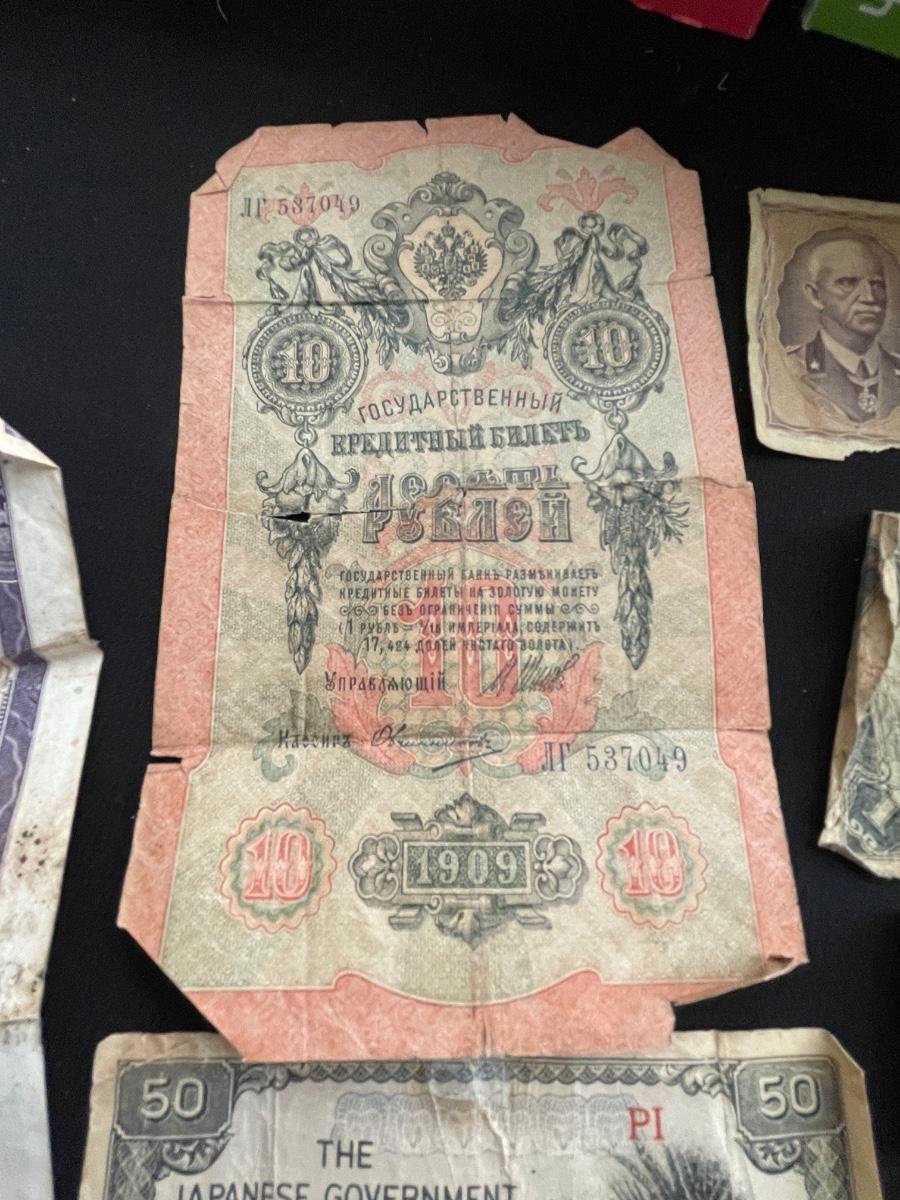 ЛГ 537049
10 10
ГОСУДАРСТВЕННЫЙ
КРЕДИТНЫЙ БИЛЕТЪ
ДЕСЯТЬ
РУБЛЕЙ
ГОСУДАРСТВЕННЫЙ БАНКЪ РАЗМѢНИВАЕТЪ
КРЕДИТНЫЕ БИЛЕТЫ НА ЗОЛОТУЮ МОНЕТУ
БЕЗЪ ОГРАНИЧЕНІЯ СУММЫ
(1 РУБЛЬ = 1/15 ИМПЕРІАЛА, СОДЕРЖИТЪ
17,424 ДОЛЕЙ ЧИСТАГО ЗОЛОТА).
10
УПРАВЛЯЮЩІЙ
Кассиръ
ЛГ 537049
10 1909 10
50 50
PI
THE
JAPANESE GOVERNMENT